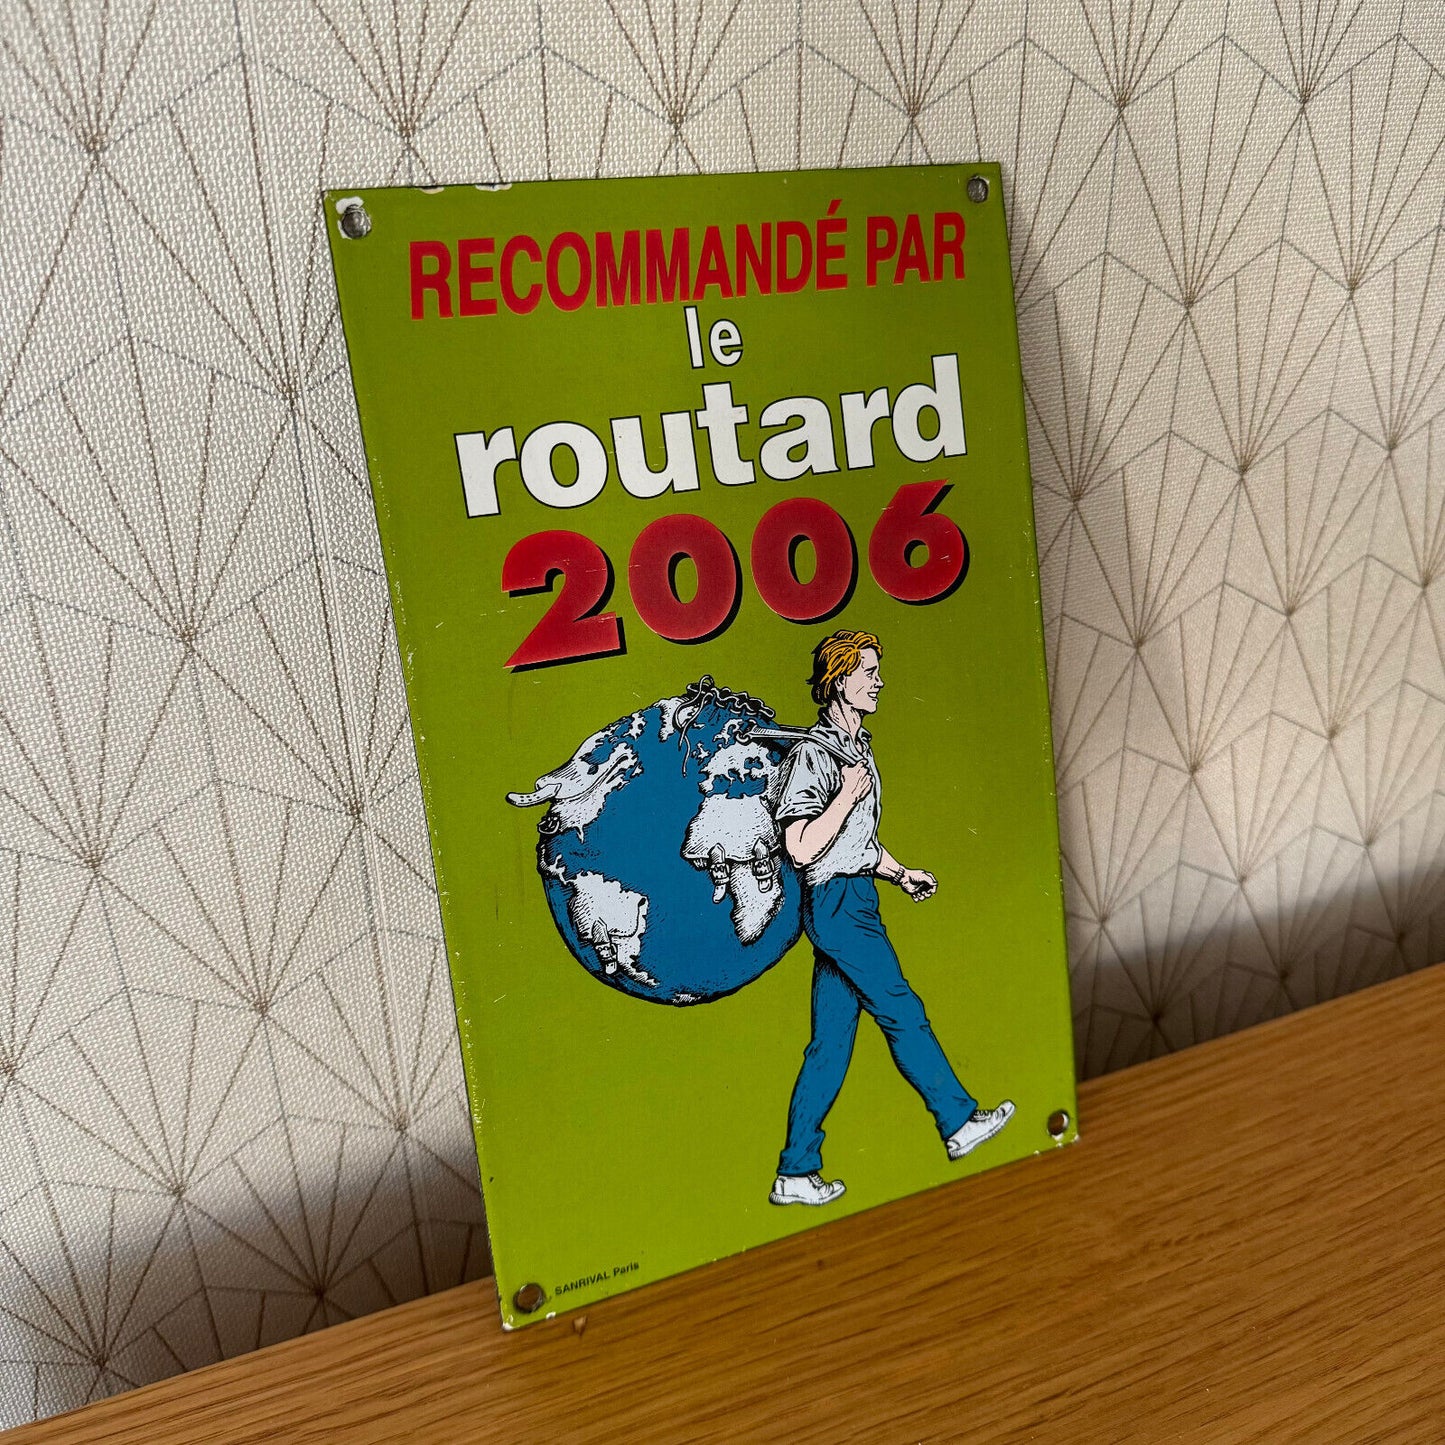 RECOMMANDÉ PAR
le
routard
2006
SANRIVAL Paris